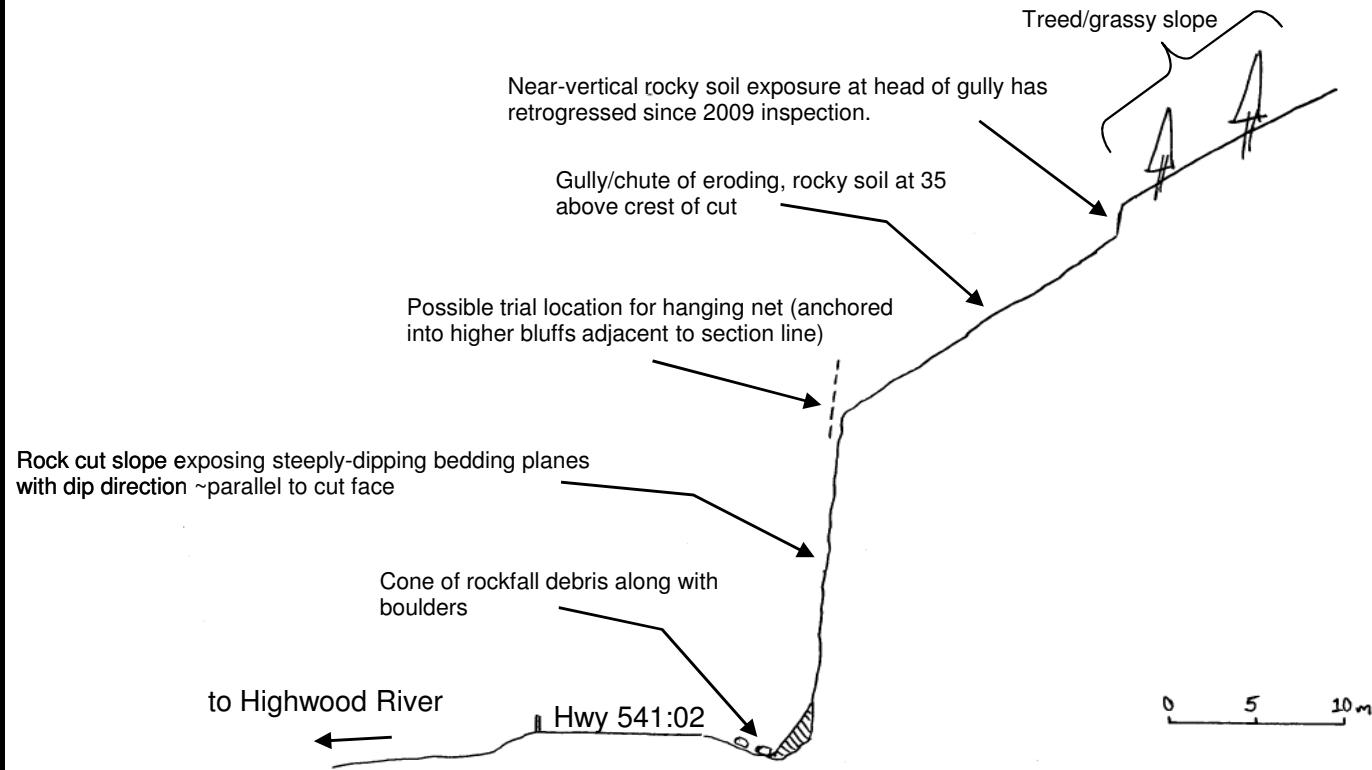 Treed/grassy slope
Near-vertical rocky soil exposure at head of gully has
retrogressed since 2009 inspection.
Gully/chute of eroding, rocky soil at 35
above crest of cut
Possible trial location for hanging net (anchored
into higher bluffs adjacent to section line)
Rock cut slope exposing steeply-dipping bedding planes
with dip direction ~parallel to cut face
Cone of rockfall debris along with
boulders
to Highwood River
Hwy 541:02
0 5 10 m